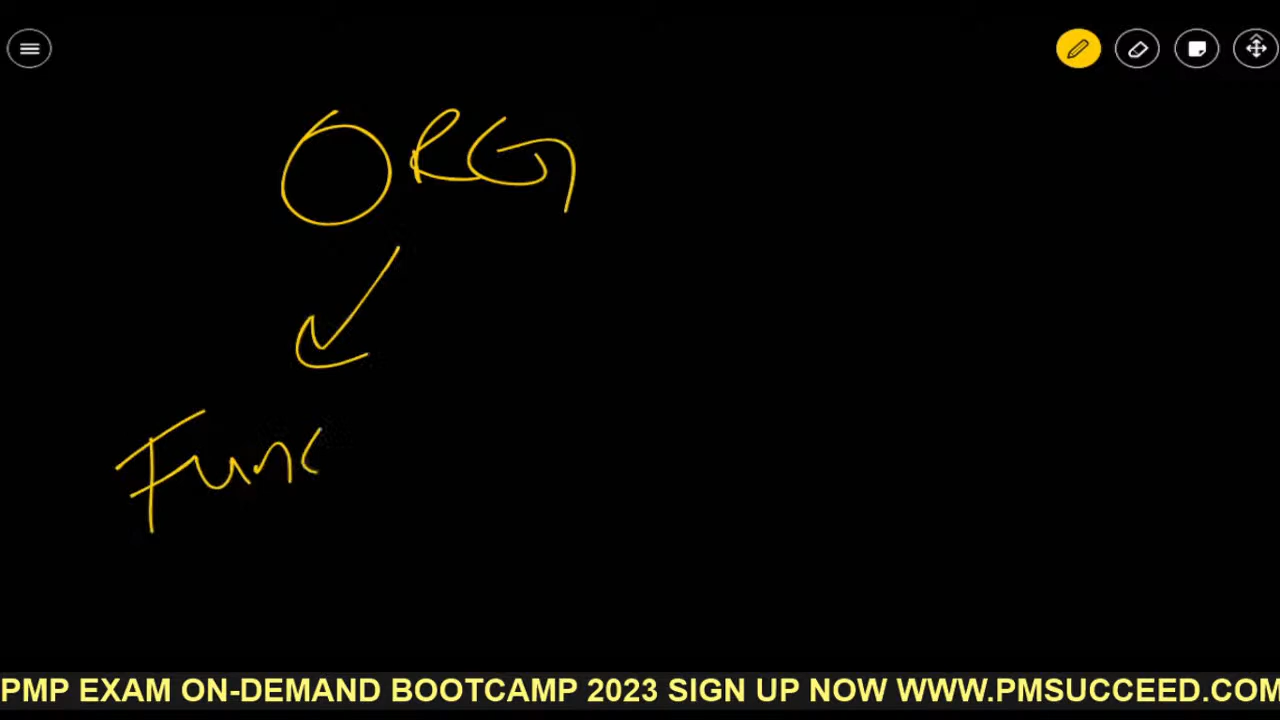 ORG
Func
PMP EXAM ON-DEMAND BOOTCAMP 2023 SIGN UP NOW WWW.PMSUCCEED.COM